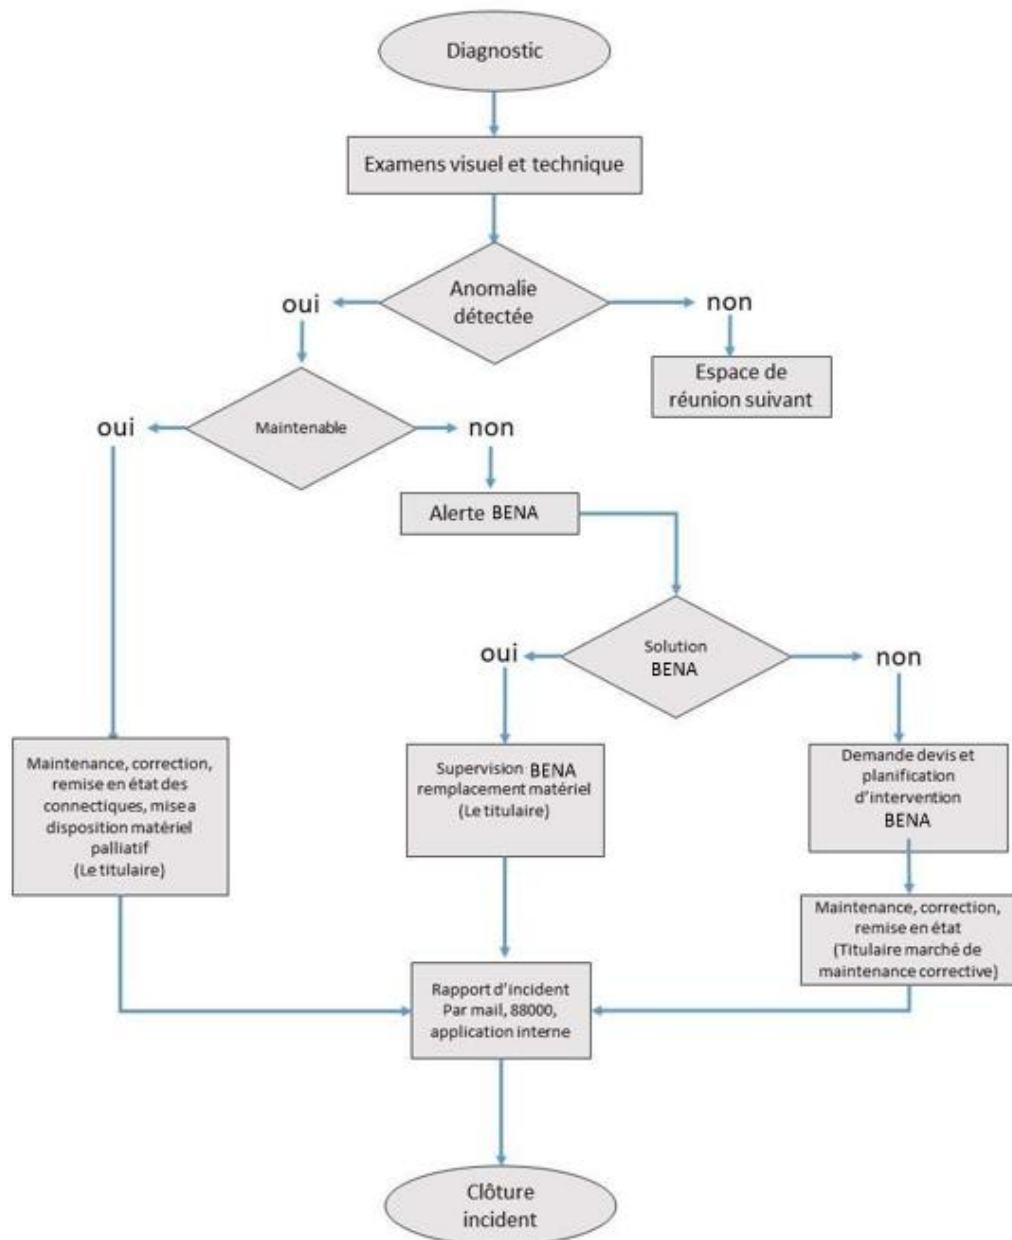 Diagnostic
Examens visuel et technique
Anomalie
détectée
oui
non
Espace de
réunion suivant
Maintenable
oui
non
Alerte BENA
Solution
BENA
oui
non
Maintenance, correction,
remise en état des
connectiques, mise a
disposition matériel
palliatif
(Le titulaire)
Supervision BENA
remplacement matériel
(Le titulaire)
Demande devis et
planification
d'intervention
BENA
Maintenance, correction,
remise en état
(Titulaire marché de
maintenance corrective)
Rapport d'incident
Par mail, 88000,
application interne
Clôture
incident